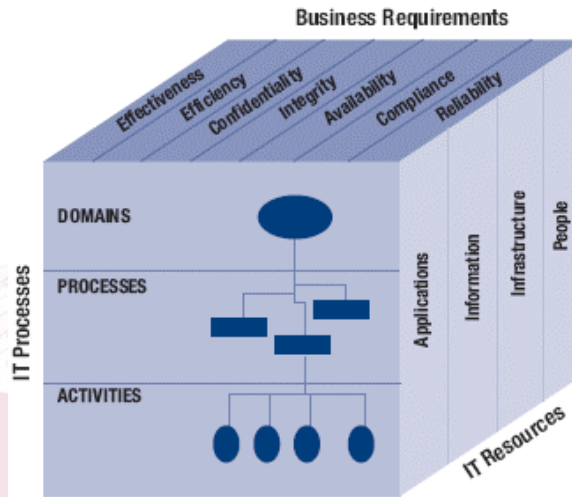 Business Requirements
Effectiveness
Efficiency
Confidentiality
Integrity
Availability
Compliance
Reliability
DOMAINS
PROCESSES
ACTIVITIES
IT Processes
Applications
Information
Infrastructure
People
IT Resources